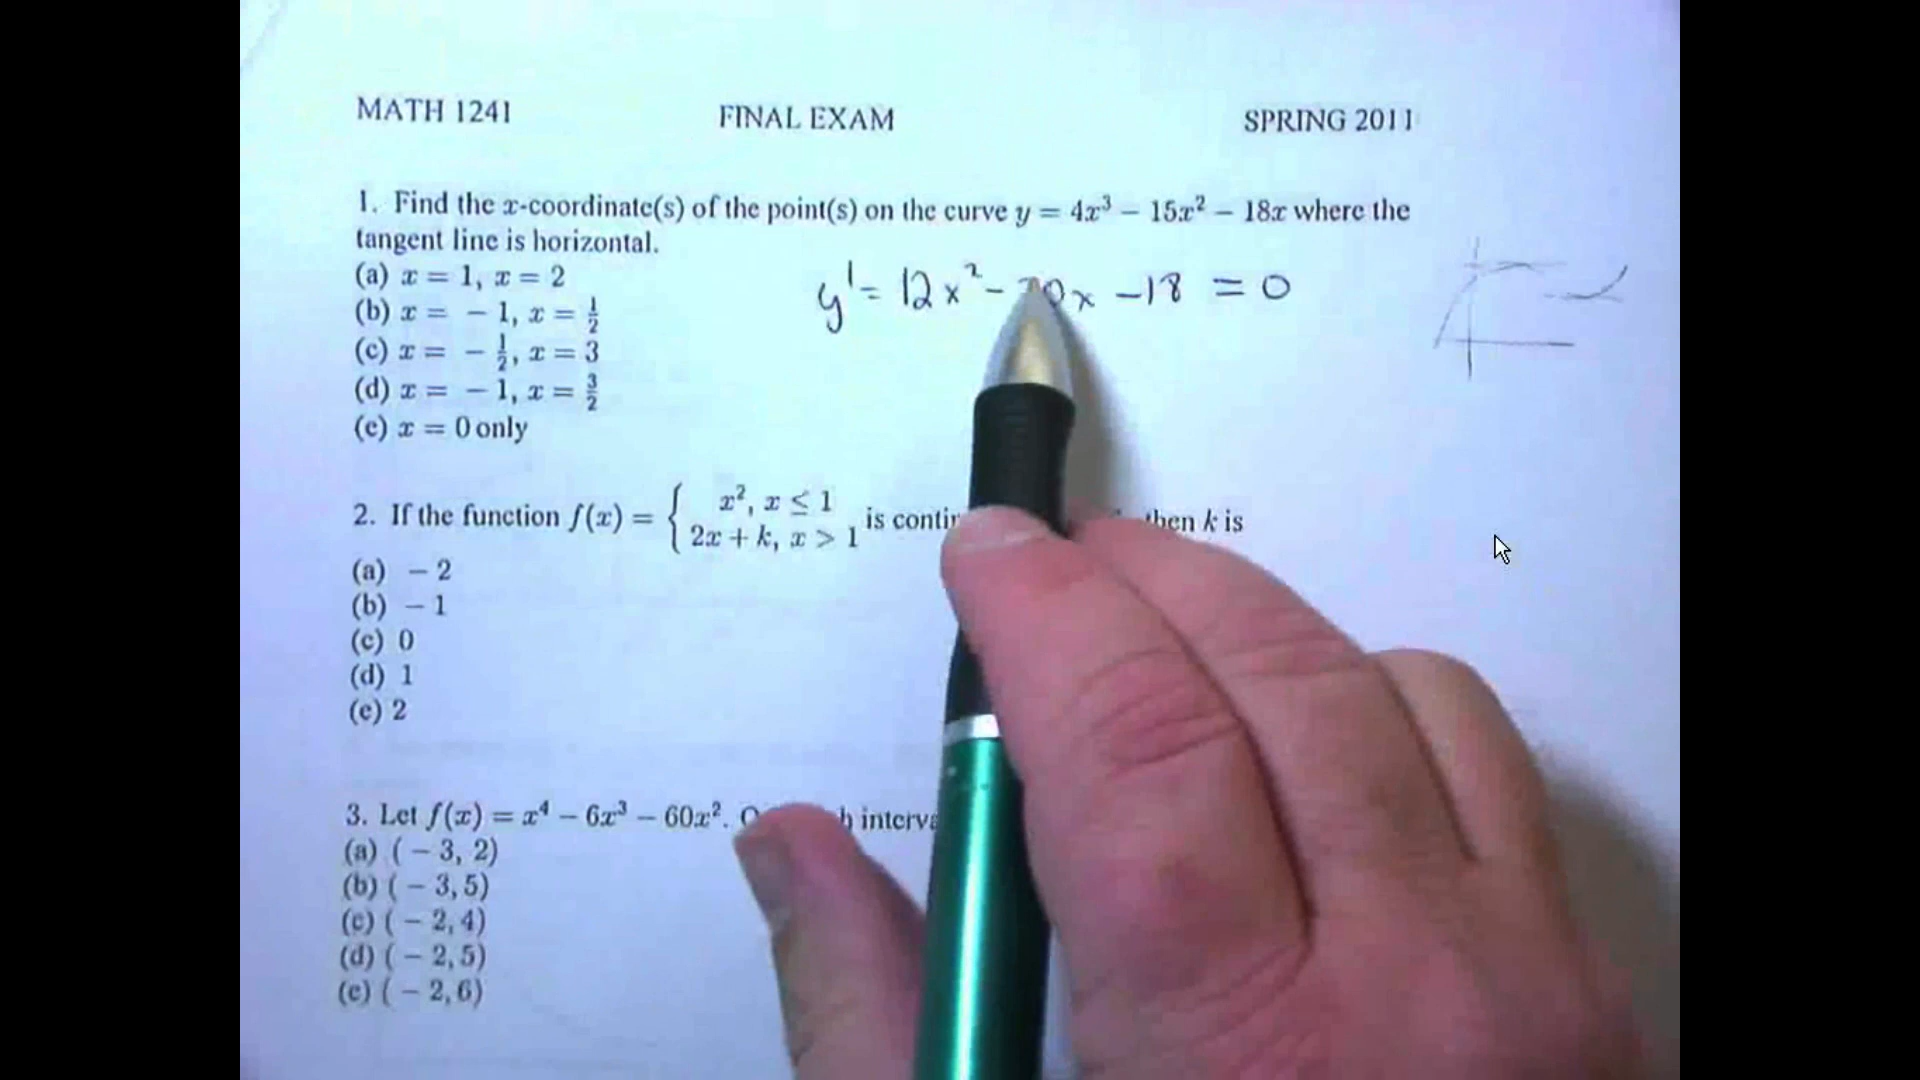 MATH 1241 FINAL EXAM SPRING 2011
1. Find the x-coordinate(s) of the point(s) on the curve y = 4x³ − 15x² − 18x where the
tangent line is horizontal.
(a) x = 1, x = 2
(b) x = − 1, x = 1/2
(c) x = − 1/2, x = 3
(d) x = − 1, x = 3/2
(e) x = 0 only
y' = 12x² − 30x − 18 = 0
2. If the function f(x) = { x², x ≤ 1
2x + k, x > 1 is then k is
(a) − 2
(b) − 1
(c) 0
(d) 1
(e) 2
3. Let f(x) = x⁴ − 6x³ − 60x².
(a) ( − 3, 2)
(b) ( − 3, 5)
(c) ( − 2, 4)
(d) ( − 2, 5)
(e) ( − 2, 6)